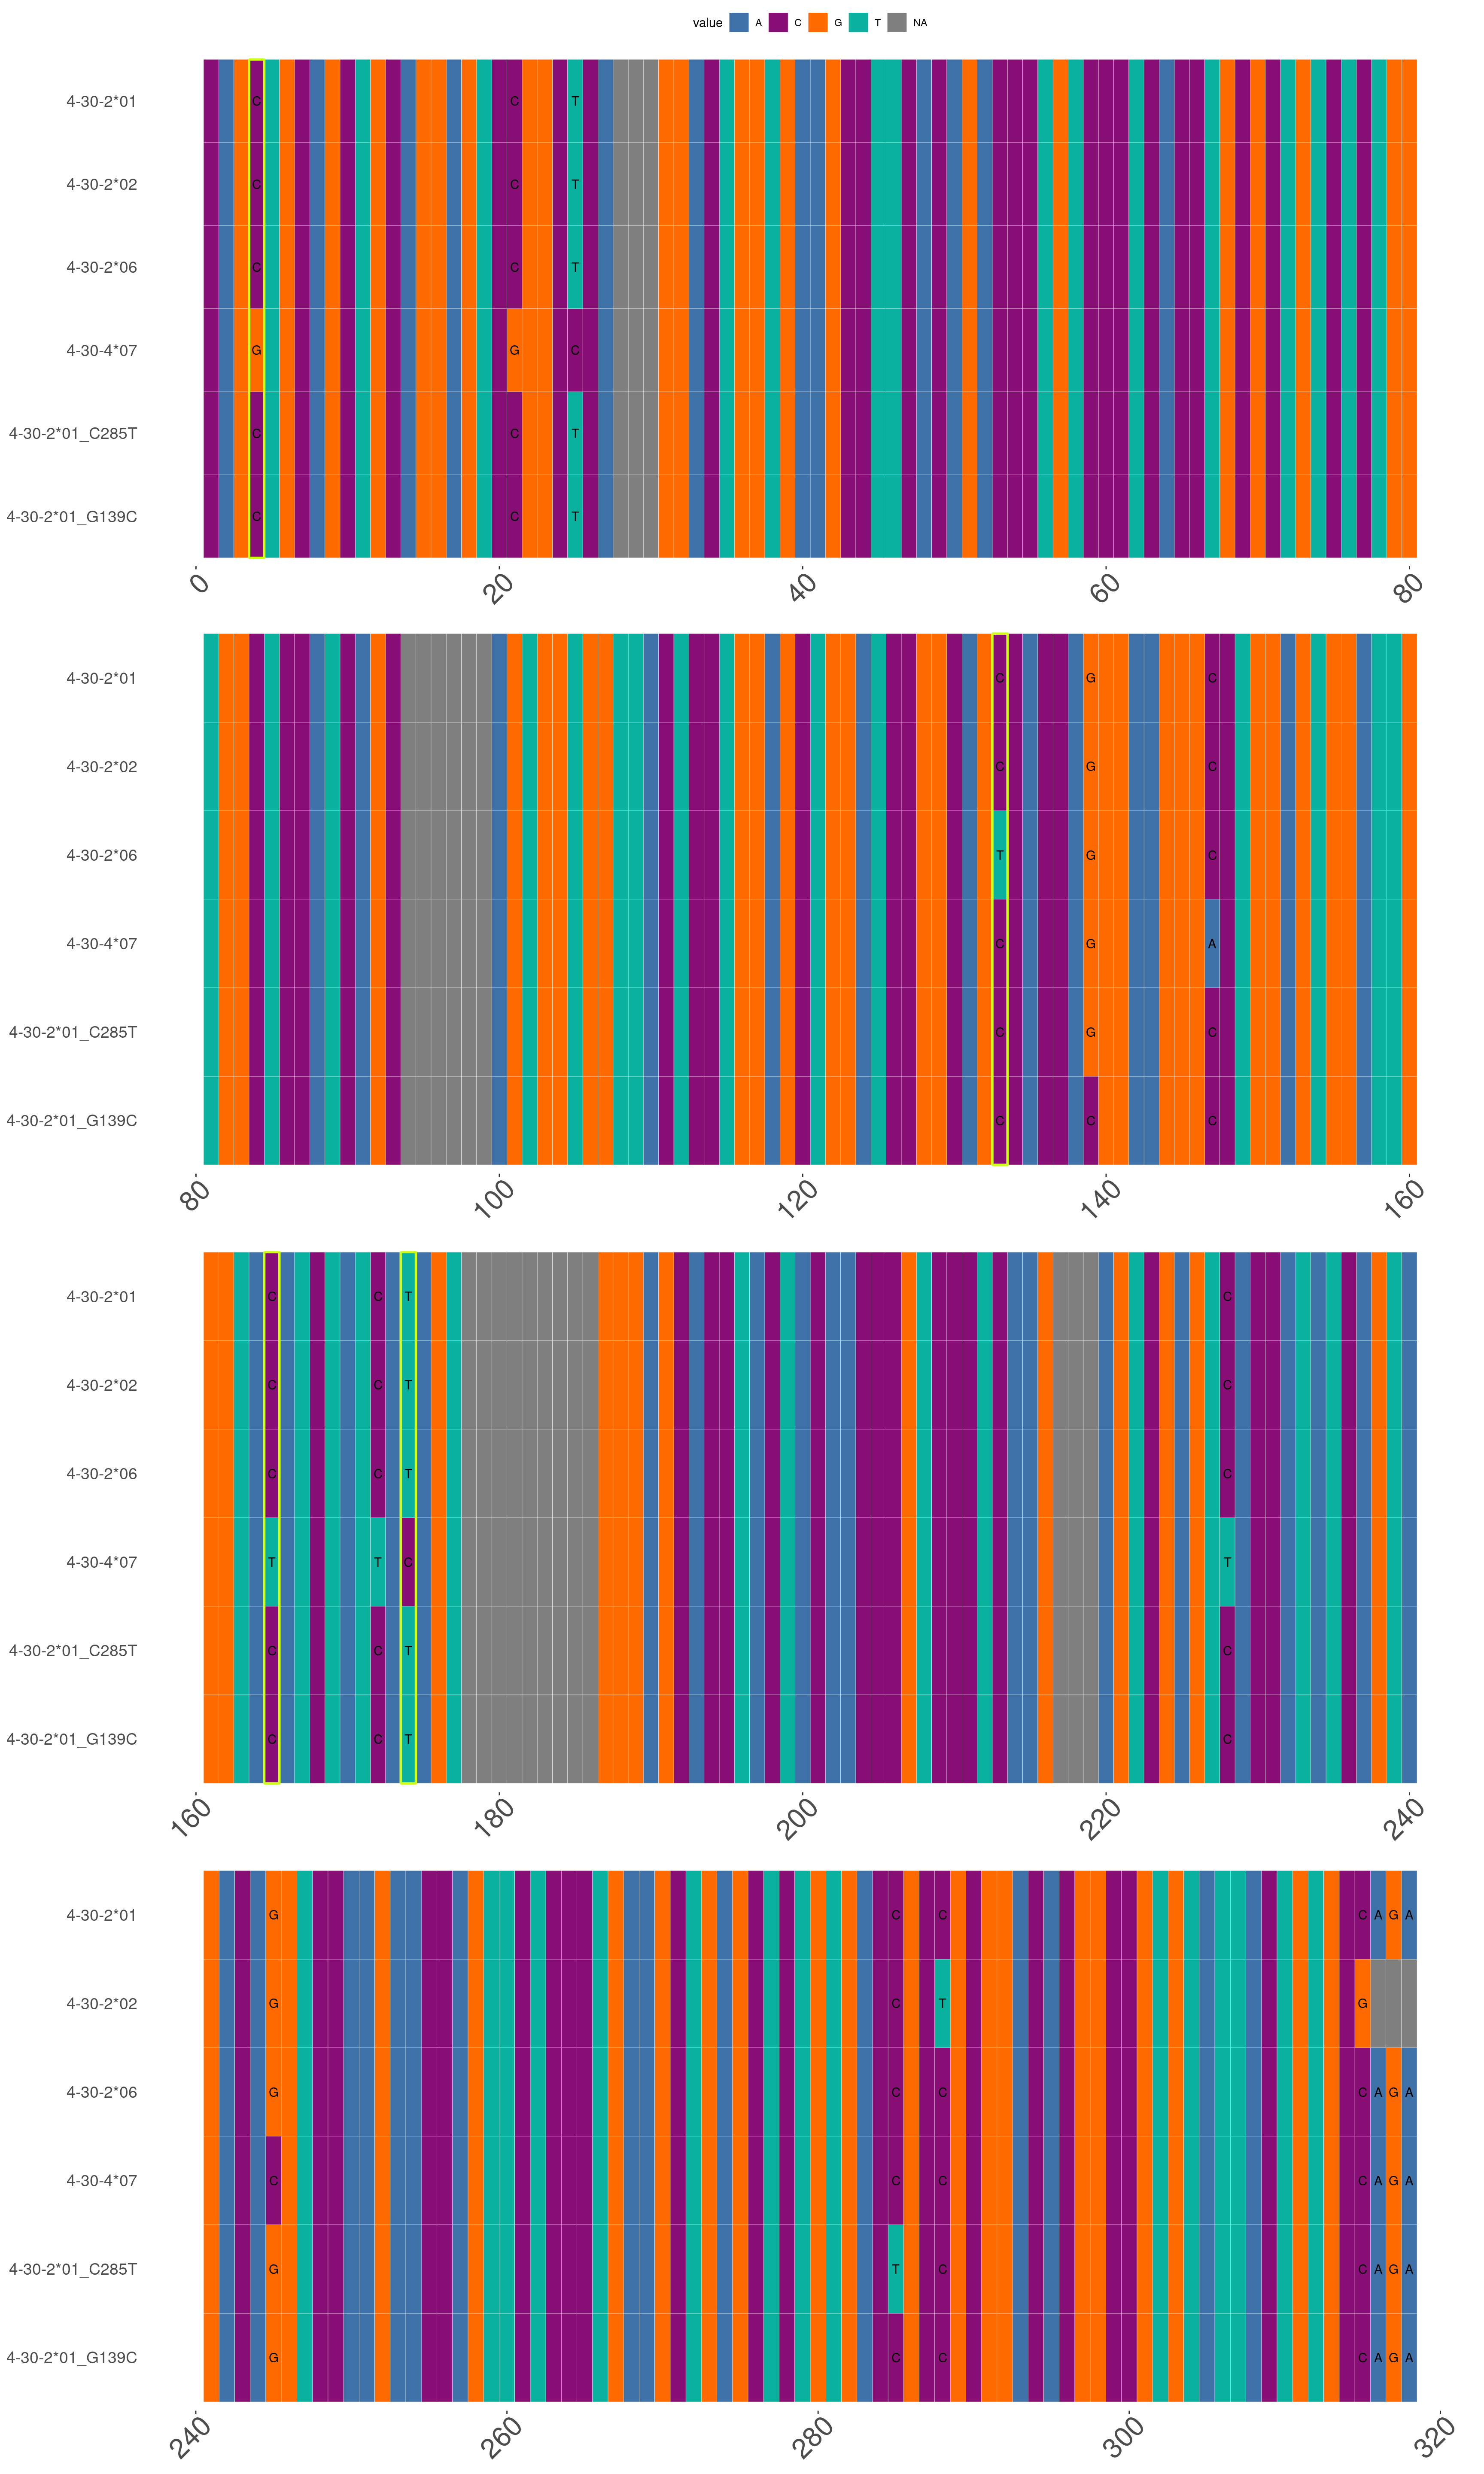 value A C G T NA
4-30-2*01 C C T
4-30-2*02 C C T
4-30-2*06 C C T
4-30-4*07 G G C
4-30-2*01_C285T C C T
4-30-2*01_G139C C C T
0 20 40 60 80
4-30-2*01 C G C
4-30-2*02 C G C
4-30-2*06 T G C
4-30-4*07 C G A
4-30-2*01_C285T C G C
4-30-2*01_G139C C C C
80 100 120 140 160
4-30-2*01 C C T C
4-30-2*02 C C T C
4-30-2*06 C C T C
4-30-4*07 T T C T
4-30-2*01_C285T C C T C
4-30-2*01_G139C C C T C
160 180 200 220 240
4-30-2*01 G C C C A G A
4-30-2*02 G C T G
4-30-2*06 G C C C A G A
4-30-4*07 C C C C A G A
4-30-2*01_C285T G T C C A G A
4-30-2*01_G139C G C C C A G A
240 260 280 300 320